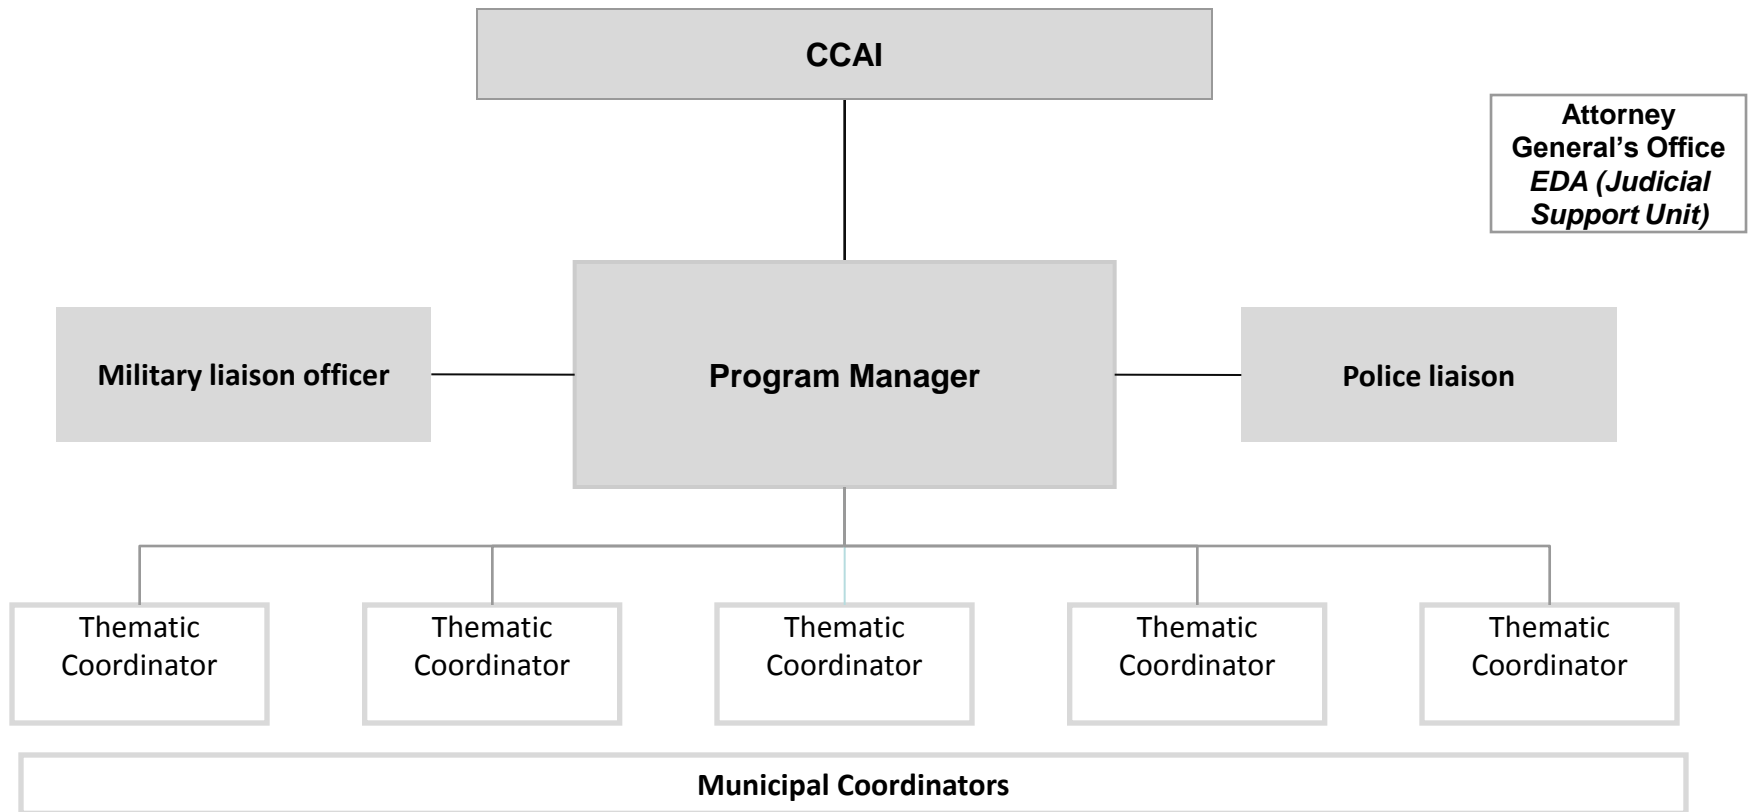 CCAI
Attorney
General’s Office
EDA (Judicial
Support Unit)
Military liaison officer
Program Manager
Police liaison
Thematic
Coordinator
Thematic
Coordinator
Thematic
Coordinator
Thematic
Coordinator
Thematic
Coordinator
Municipal Coordinators